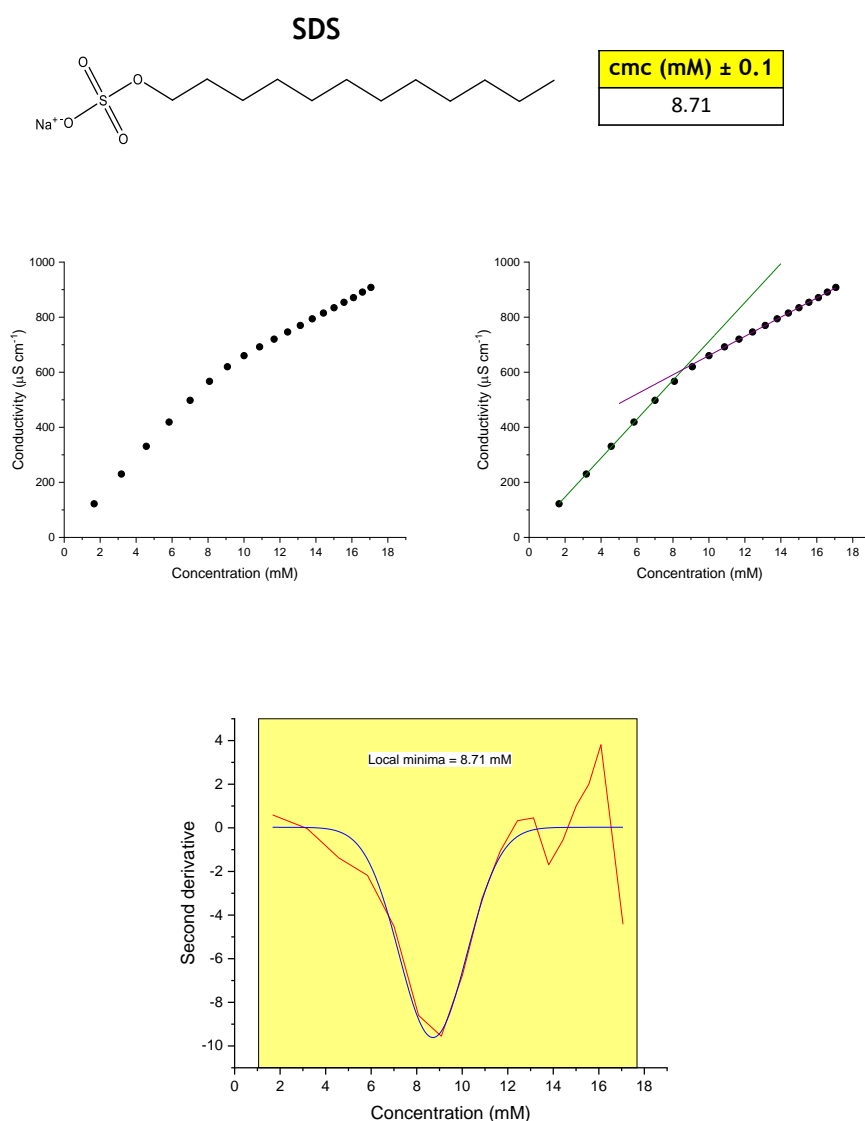 SDS
cmc (mM) ± 0.1
8.71
O
O
S
Na⁺⁻O
O
1000
800
600
400
200
0
0 2 4 6 8 10 12 14 16 18
Conductivity (μS cm⁻¹)
Concentration (mM)
1000
800
600
400
200
0
0 2 4 6 8 10 12 14 16 18
Conductivity (μS cm⁻¹)
Concentration (mM)
Local minima = 8.71 mM
4
2
0
-2
-4
-6
-8
-10
0 2 4 6 8 10 12 14 16 18
Second derivative
Concentration (mM)